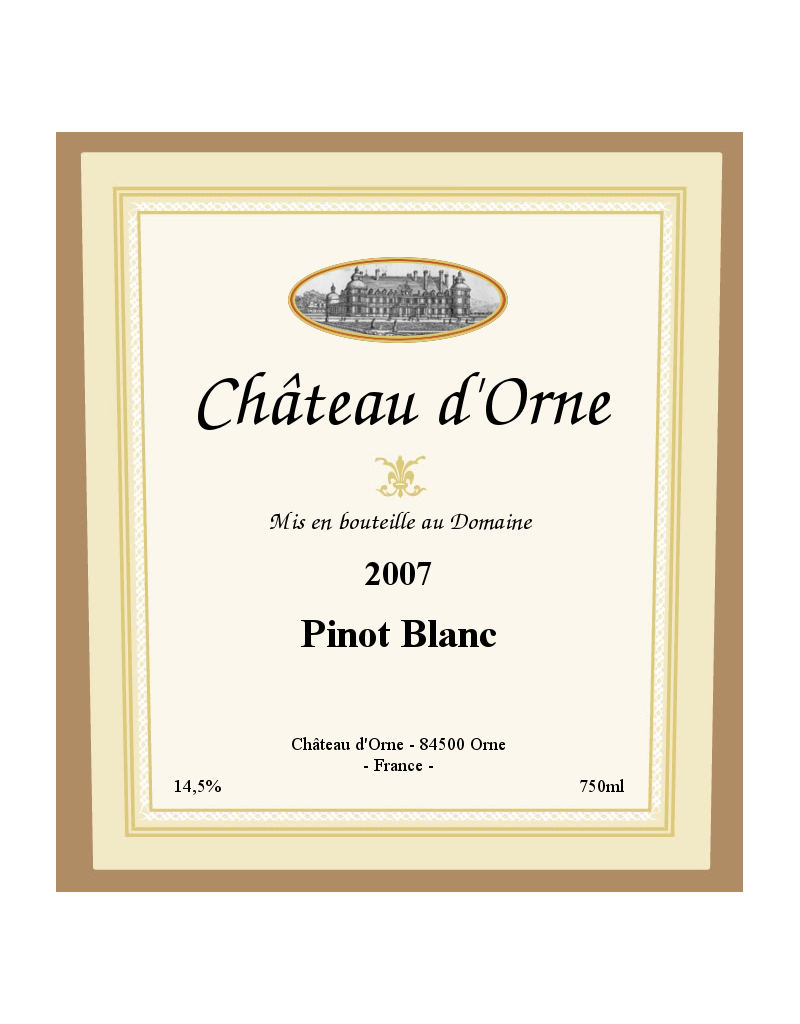 Château d'Orne
Mis en bouteille au Domaine
2007
Pinot Blanc
Château d'Orne - 84500 Orne
- France -
14,5% 750ml